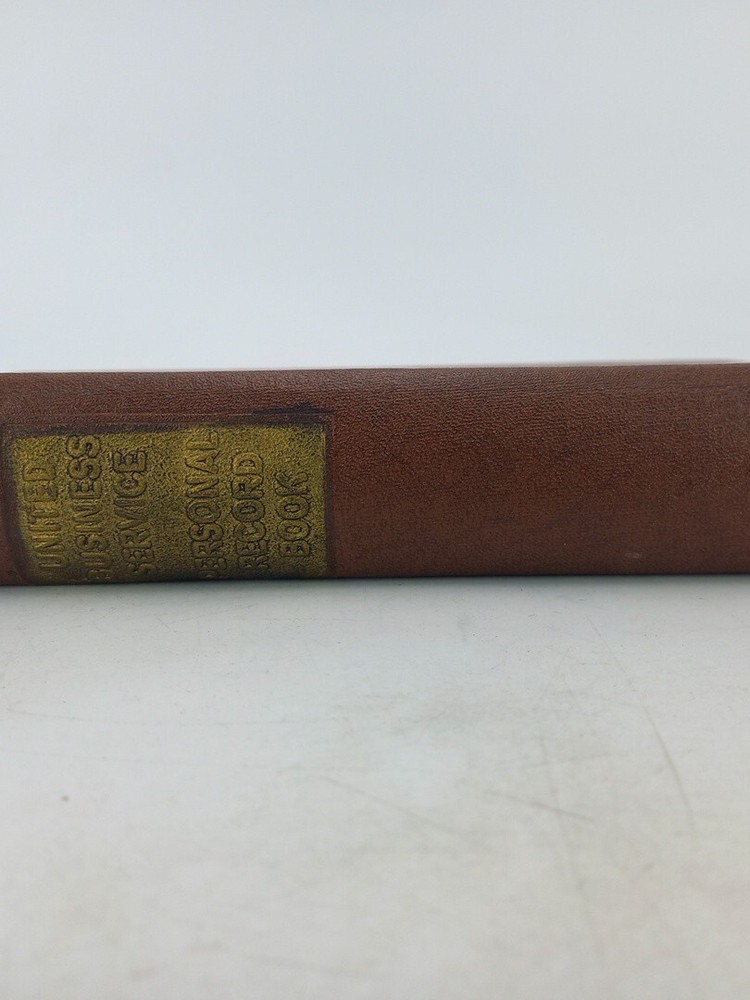 UNITED
BUSINESS
SERVICE
PERSONAL
RECORD
BOOK